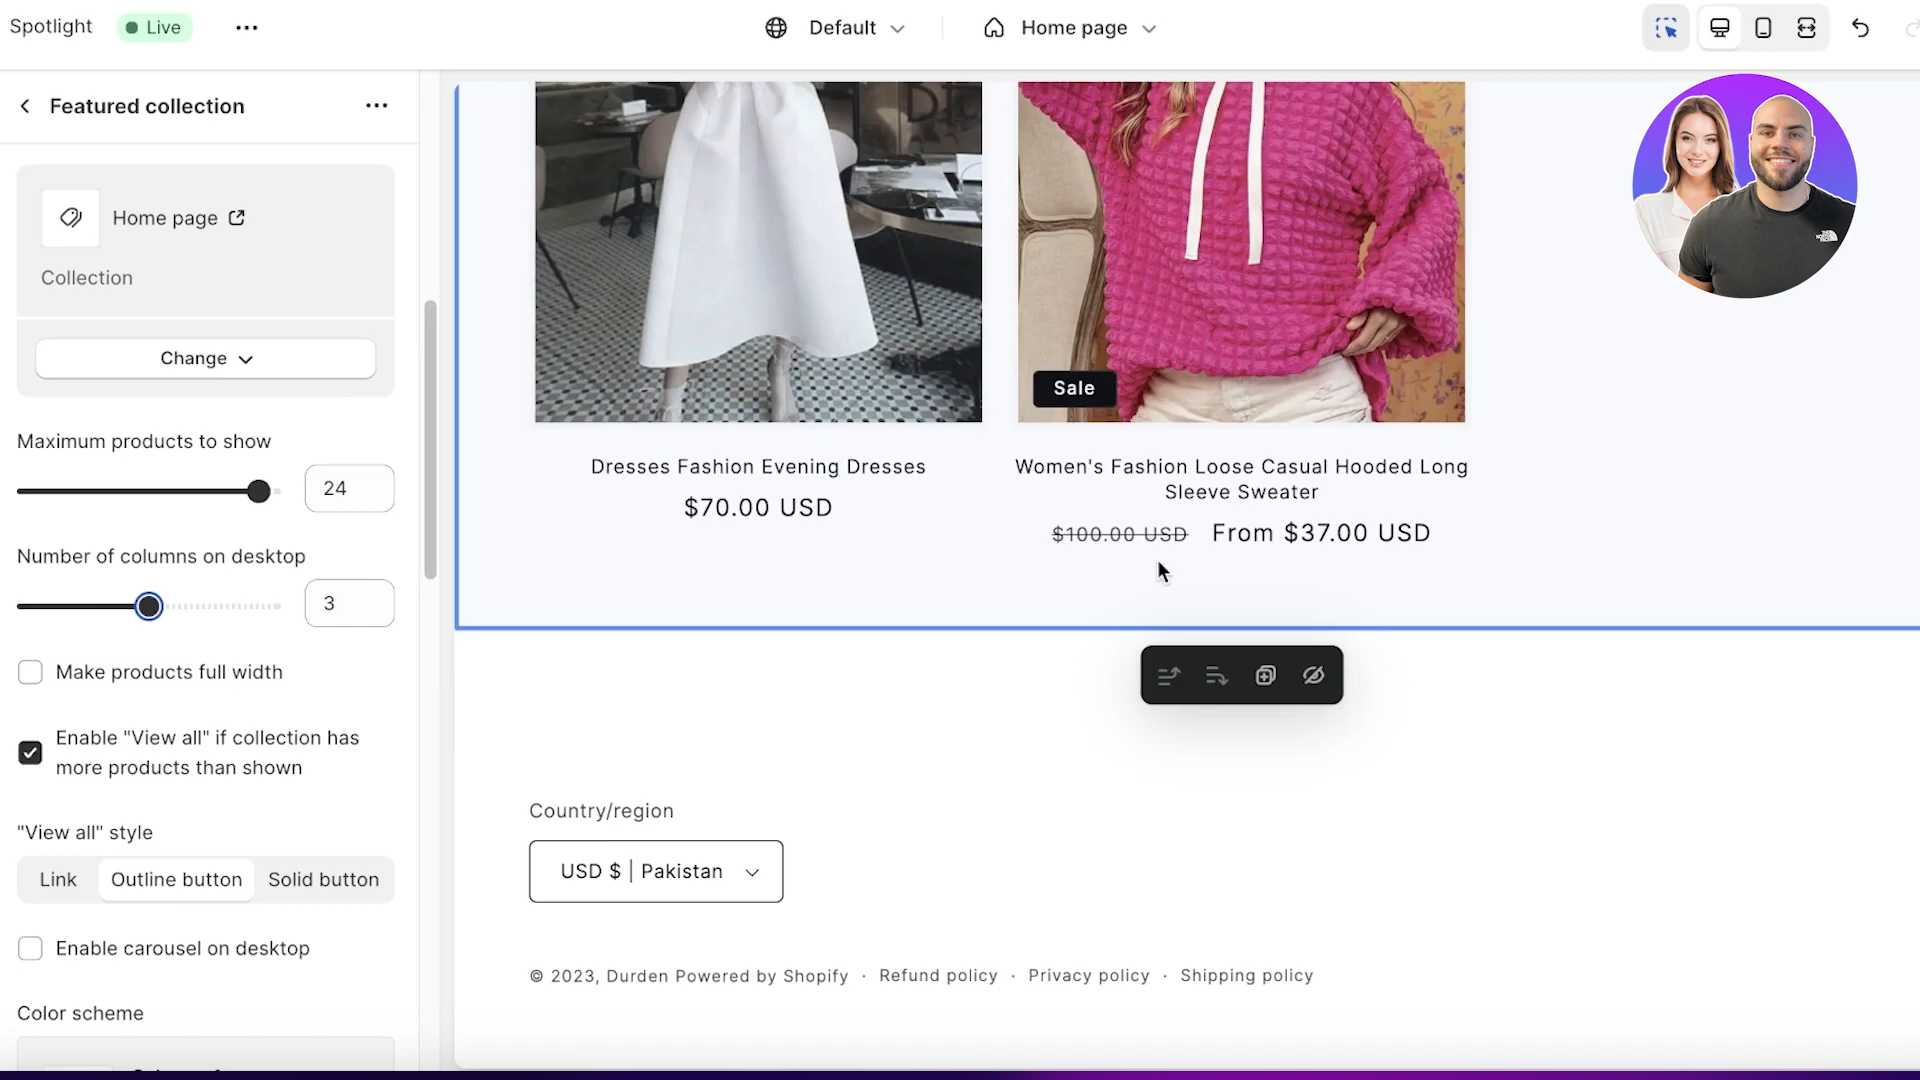 Spotlight
Live
Default
Home page
Featured collection
Home page
Collection
Change
Maximum products to show
24
Number of columns on desktop
3
Make products full width
Enable "View all" if collection has
more products than shown
"View all" style
Link
Outline button
Solid button
Enable carousel on desktop
Color scheme
Sale
Dresses Fashion Evening Dresses
$70.00 USD
Women's Fashion Loose Casual Hooded Long
Sleeve Sweater
$100.00 USD From $37.00 USD
Country/region
USD $ | Pakistan
© 2023, Durden Powered by Shopify · Refund policy · Privacy policy · Shipping policy